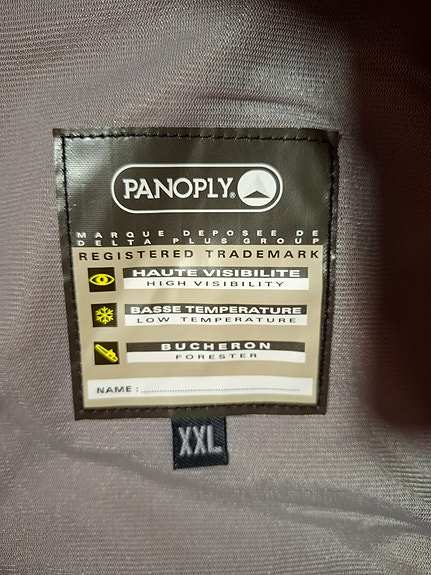 PANOPLY®
MARQUE DEPOSEE DE
DELTA PLUS GROUP
REGISTERED TRADEMARK
HAUTE VISIBILITE
HIGH VISIBILITY
BASSE TEMPERATURE
LOW TEMPERATURE
BUCHERON
FORESTER
NAME : ................................................
XXL